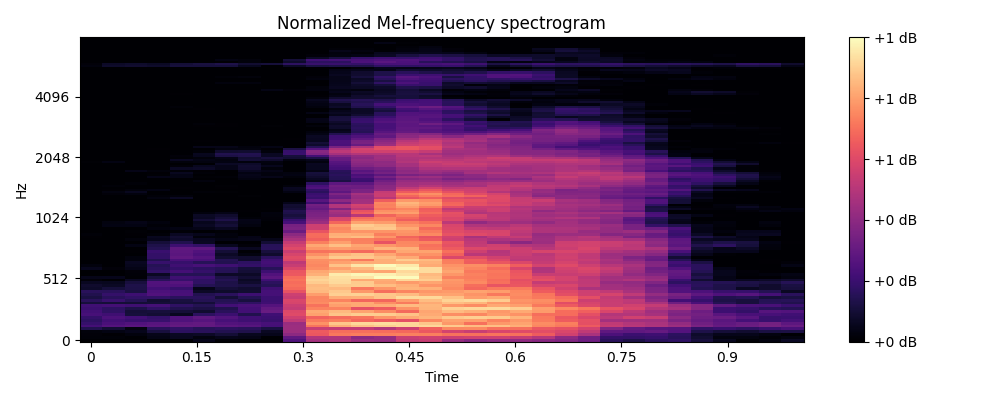 Normalized Mel-frequency spectrogram
Hz
4096
2048
1024
512
0
0 0.15 0.3 0.45 0.6 0.75 0.9
Time
+1 dB
+1 dB
+1 dB
+0 dB
+0 dB
+0 dB